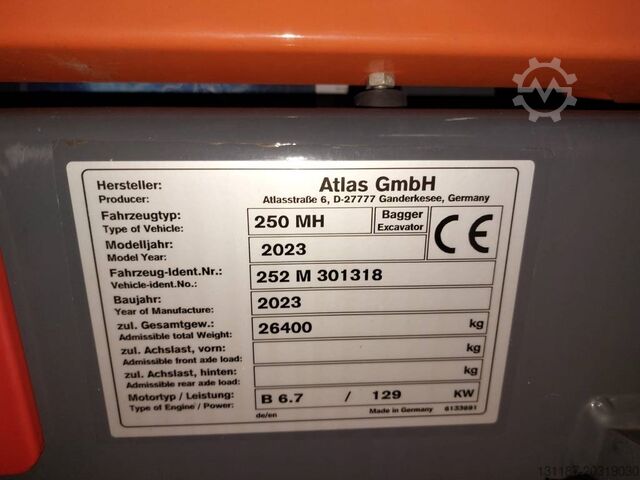 Hersteller: Atlas GmbH
Producer: Atlasstraße 6, D-27777 Ganderkesee, Germany
Fahrzeugtyp: 250 MH Bagger
Type of Vehicle: Excavator
CE
Modelljahr: 2023
Model Year:
Fahrzeug-Ident.Nr.: 252 M 301318
Vehicle-ident.No.:
Baujahr: 2023
Year of Manufacture:
zul. Gesamtgew.: 26400 kg
Admissible total Weight:
zul. Achslast, vorn: kg
Admissible front axle load:
zul. Achslast, hinten: kg
Admissible rear axle load:
Motortyp / Leistung: B 6.7 / 129 KW
Type of Engine / Power: de/en Made in Germany 6133691
131187-20319030